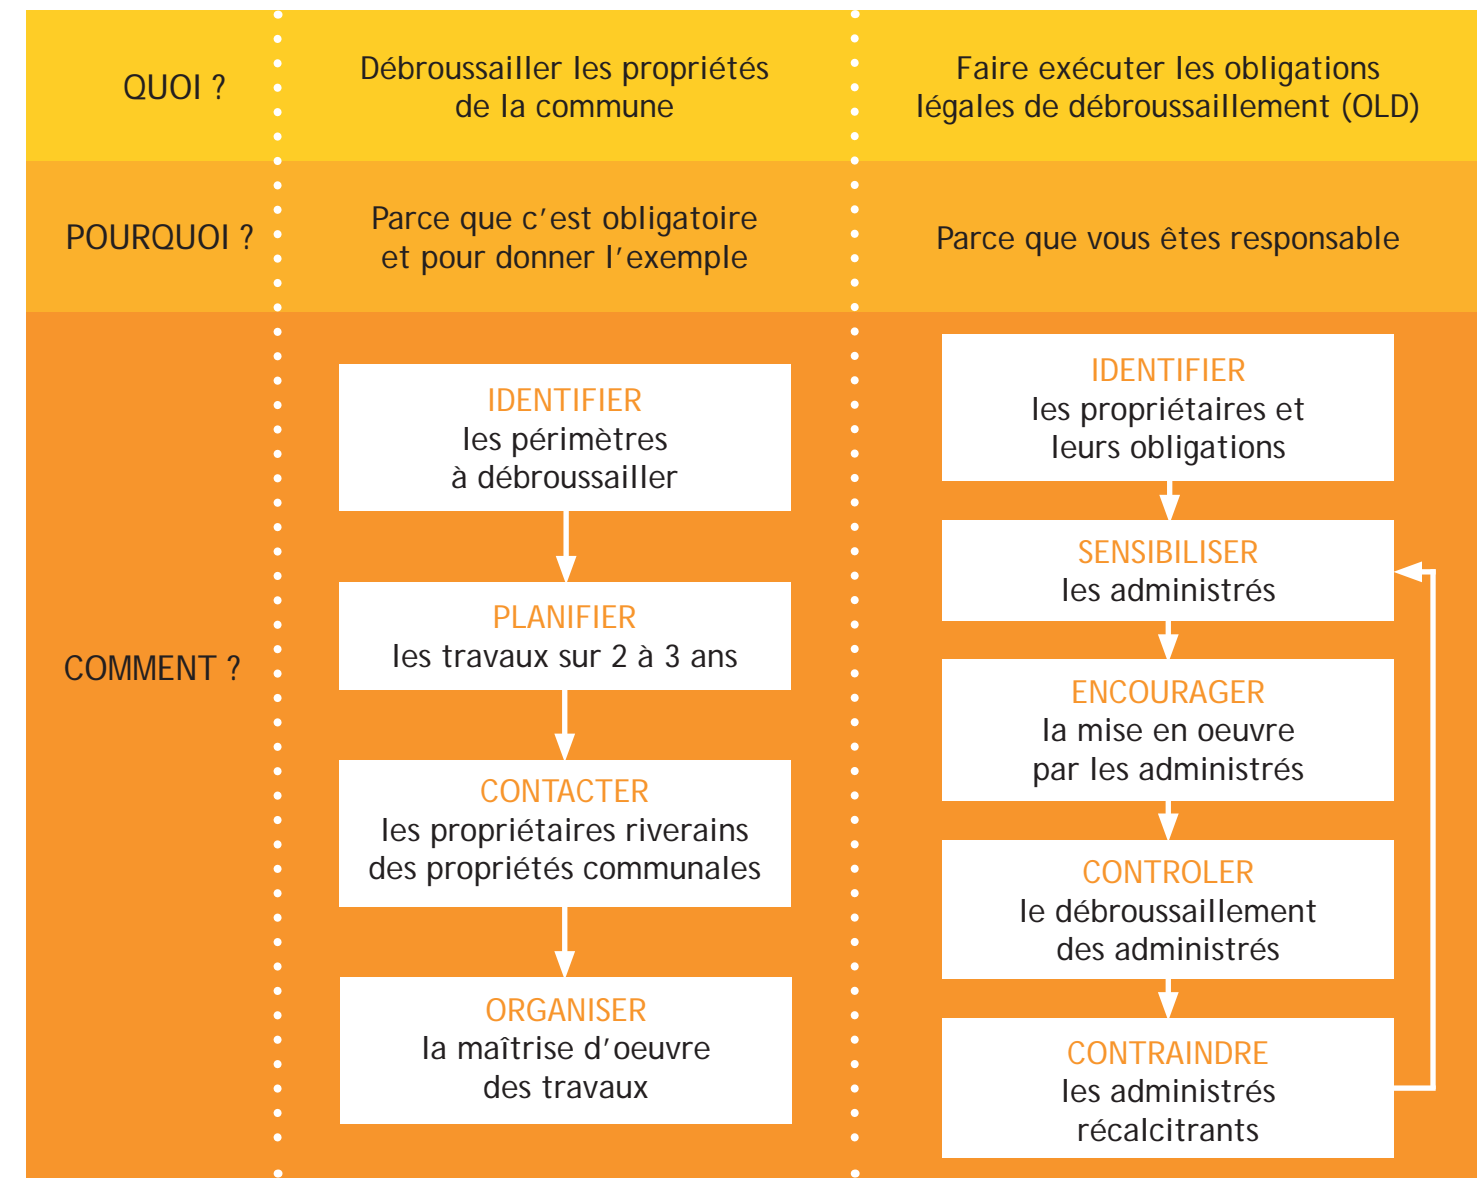 QUOI ?
Débroussailler les propriétés
de la commune
Faire exécuter les obligations
légales de débroussaillement (OLD)
POURQUOI ?
Parce que c’est obligatoire
et pour donner l’exemple
Parce que vous êtes responsable
COMMENT ?
IDENTIFIER
les périmètres
à débroussailler
PLANIFIER
les travaux sur 2 à 3 ans
CONTACTER
les propriétaires riverains
des propriétés communales
ORGANISER
la maîtrise d’oeuvre
des travaux
IDENTIFIER
les propriétaires et
leurs obligations
SENSIBILISER
les administrés
ENCOURAGER
la mise en oeuvre
par les administrés
CONTROLER
le débroussaillement
des administrés
CONTRAINDRE
les administrés
récalcitrants